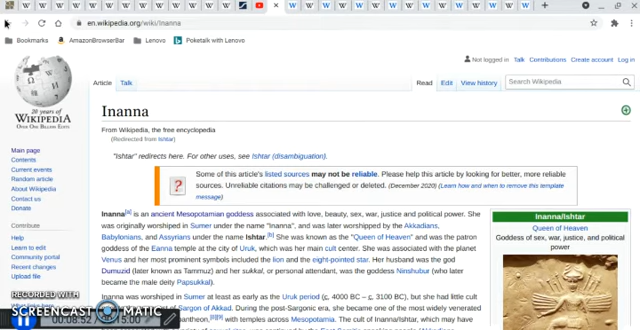 en.wikipedia.org/wiki/Inanna
Bookmarks
AmazonBrowserBar
Lenovo
Poketalk with Lenovo
Not logged in Talk Contributions Create account Log in
Article Talk
Read Edit View history
Search Wikipedia
20 years of
WIKIPEDIA
OVER ONE BILLION EDITS
Main page
Contents
Current events
Random article
About Wikipedia
Contact us
Donate
Contribute
Help
Learn to edit
Community portal
Recent changes
Upload file
Inanna
From Wikipedia, the free encyclopedia
(Redirected from Ishtar)
"Ishtar" redirects here. For other uses, see Ishtar (disambiguation).
Some of this article's listed sources may not be reliable. Please help this article by looking for better, more reliable
sources. Unreliable citations may be challenged or deleted. (December 2020) (Learn how and when to remove this template
message)
Inanna[a] is an ancient Mesopotamian goddess associated with love, beauty, sex, war, justice and political power. She
was originally worshiped in Sumer under the name "Inanna", and was later worshipped by the Akkadians,
Babylonians, and Assyrians under the name Ishtar.[b] She was known as the "Queen of Heaven" and was the patron
goddess of the Eanna temple at the city of Uruk, which was her main cult center. She was associated with the planet
Venus and her most prominent symbols included the lion and the eight-pointed star. Her husband was the god
Dumuzid (later known as Tammuz) and her sukkal, or personal attendant, was the goddess Ninshubur (who later
became the male deity Papsukkal).
Inanna was worshiped in Sumer at least as early as the Uruk period (c. 4000 BC – c. 3100 BC), but she had little cult
of Sargon of Akkad. During the post-Sargonic era, she became one of the most widely venerated
pantheon,[4][5] with temples across Mesopotamia. The cult of Inanna/Ishtar, which may have
Inanna/Ishtar
Queen of Heaven
Goddess of sex, war, justice, and political
power
RECORDED WITH
SCREENCAST MATIC
00:08:52